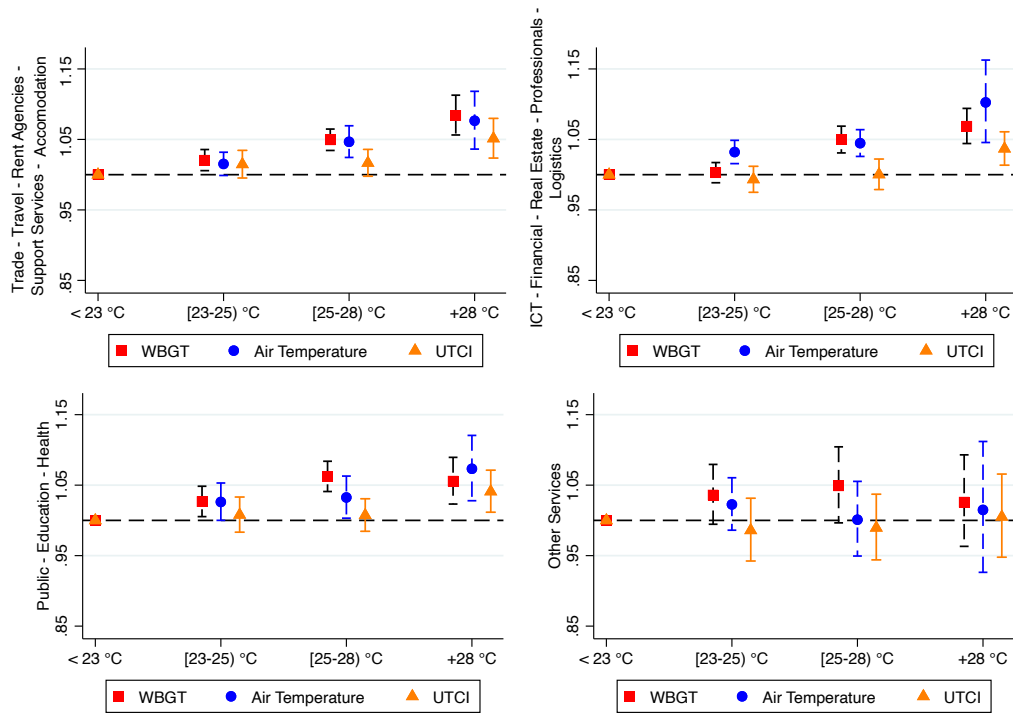 Trade - Travel - Rent Agencies -
Support Services - Accomodation
1.15
1.05
.95
.85
< 23 °C
[23-25) °C
[25-28) °C
+28 °C
WBGT
Air Temperature
UTCI
ICT - Financial - Real Estate - Professionals -
Logistics
1.15
1.05
.95
.85
< 23 °C
[23-25) °C
[25-28) °C
+28 °C
WBGT
Air Temperature
UTCI
Public - Education - Health
1.15
1.05
.95
.85
< 23 °C
[23-25) °C
[25-28) °C
+28 °C
WBGT
Air Temperature
UTCI
Other Services
1.15
1.05
.95
.85
< 23 °C
[23-25) °C
[25-28) °C
+28 °C
WBGT
Air Temperature
UTCI